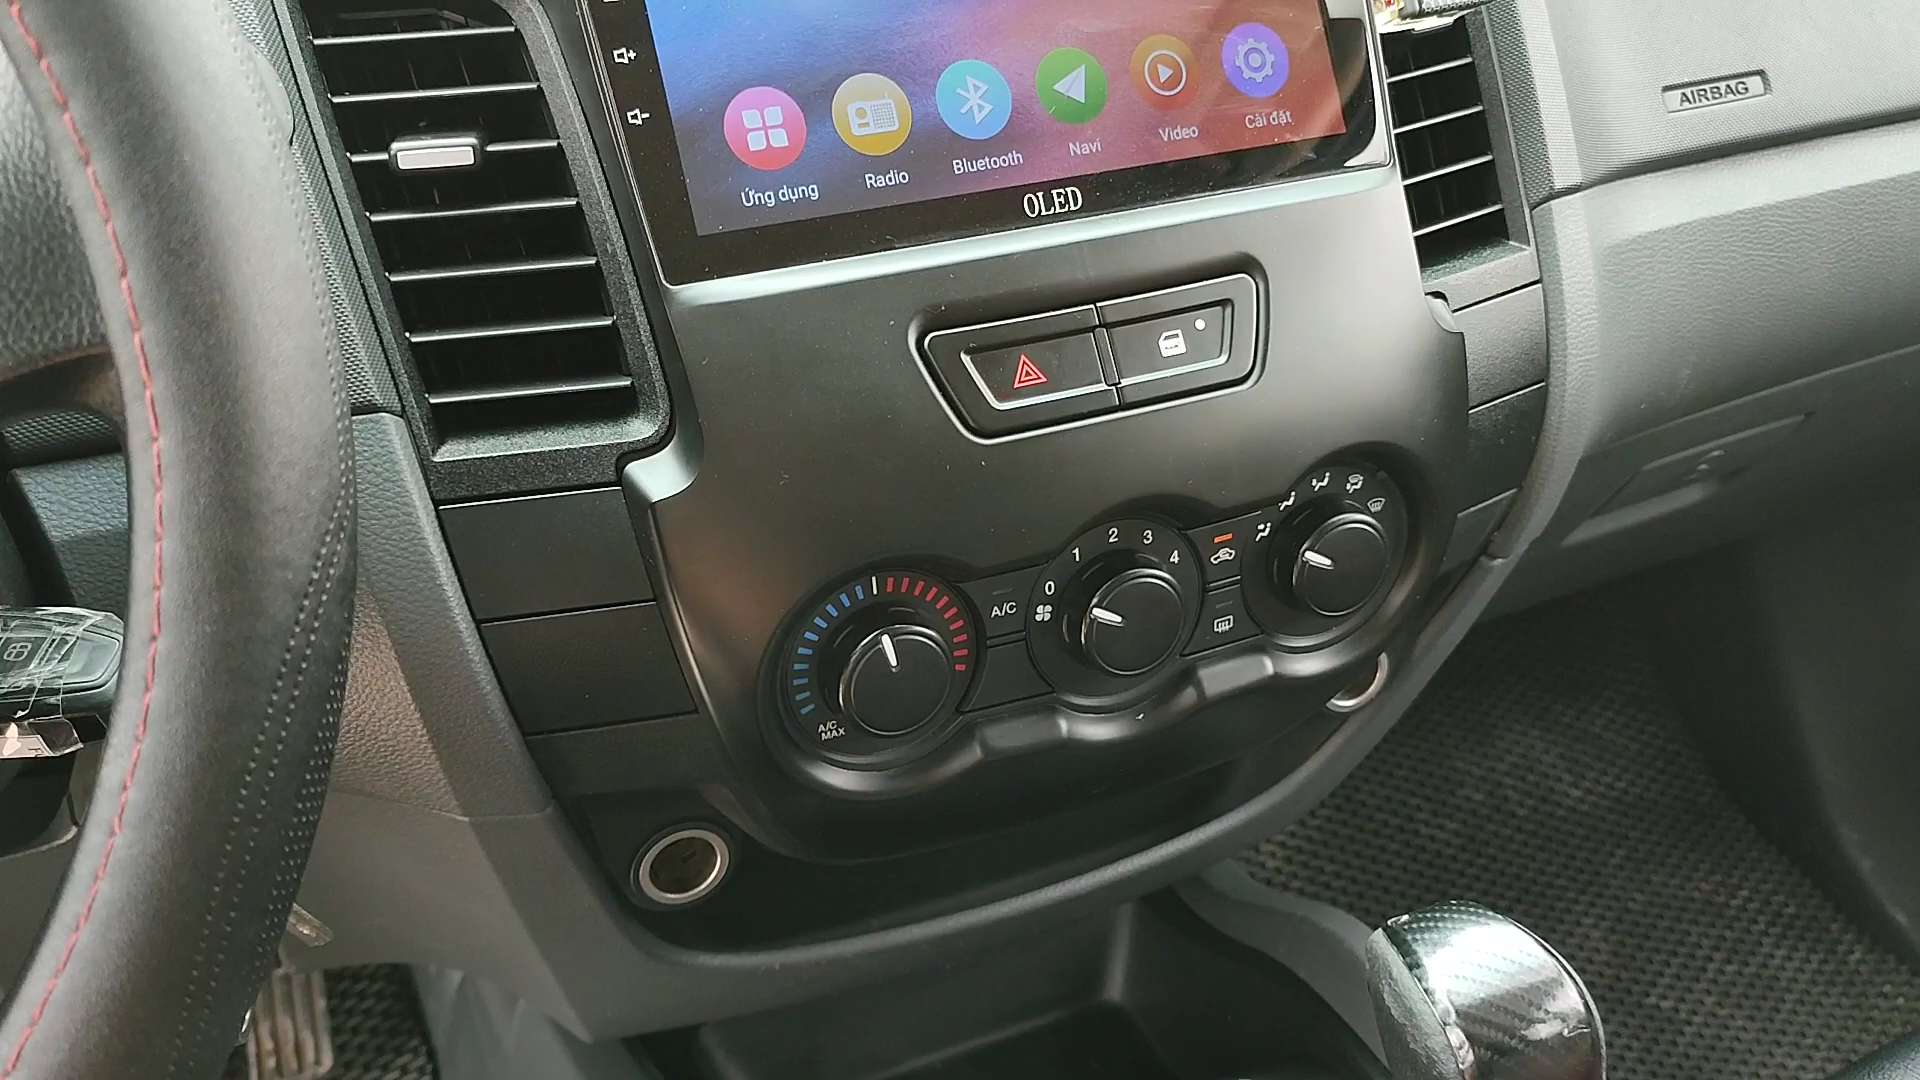 Ứng dụng
Radio
Bluetooth
Navi
Video
Cài đặt
OLED
AIRBAG
A/C
0
1
2
3
4
A/C
MAX